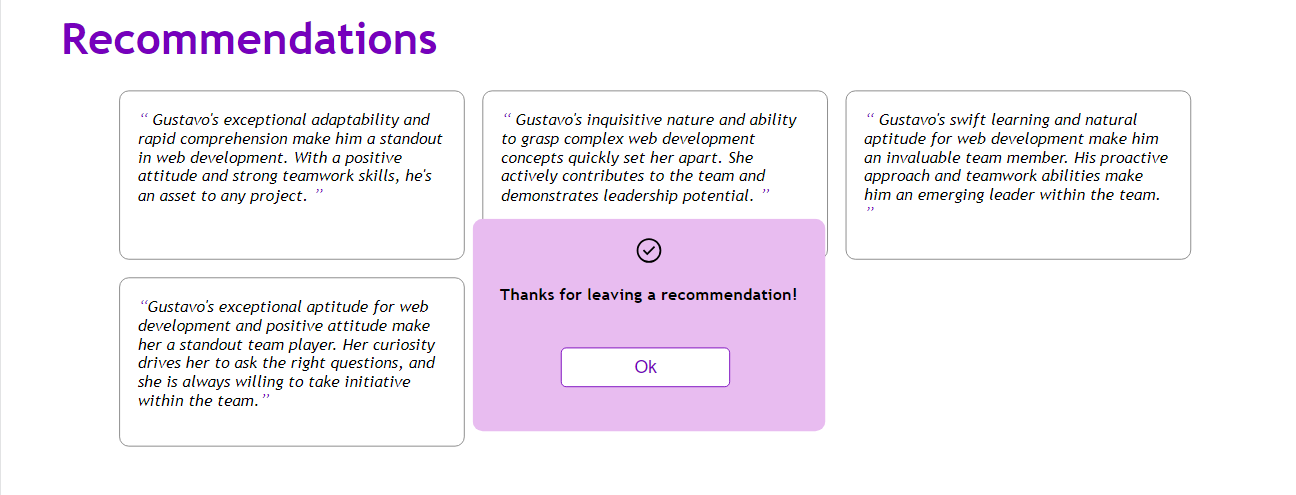 Recommendations
“ Gustavo's exceptional adaptability and
rapid comprehension make him a standout
in web development. With a positive
attitude and strong teamwork skills, he's
an asset to any project. ”
“ Gustavo's inquisitive nature and ability
to grasp complex web development
concepts quickly set her apart. She
actively contributes to the team and
demonstrates leadership potential. ”
“ Gustavo's swift learning and natural
aptitude for web development make him
an invaluable team member. His proactive
approach and teamwork abilities make
him an emerging leader within the team.
”
“Gustavo's exceptional aptitude for web
development and positive attitude make
her a standout team player. Her curiosity
drives her to ask the right questions, and
she is always willing to take initiative
within the team.”
Thanks for leaving a recommendation!
Ok